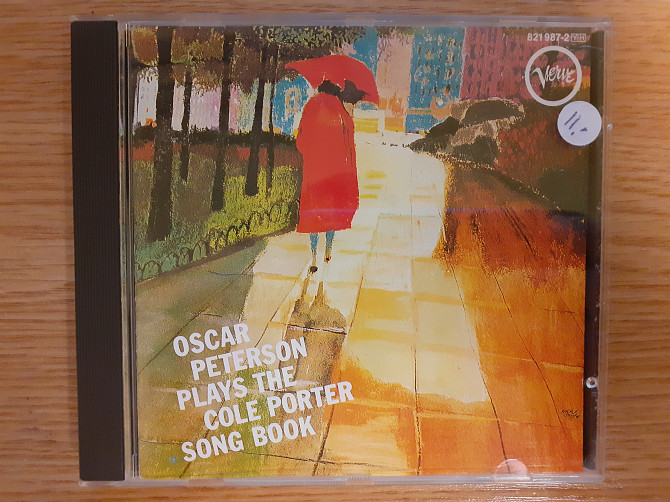 821 987-2
Verve
11.'
OSCAR
PETERSON
PLAYS THE
COLE PORTER
SONG BOOK